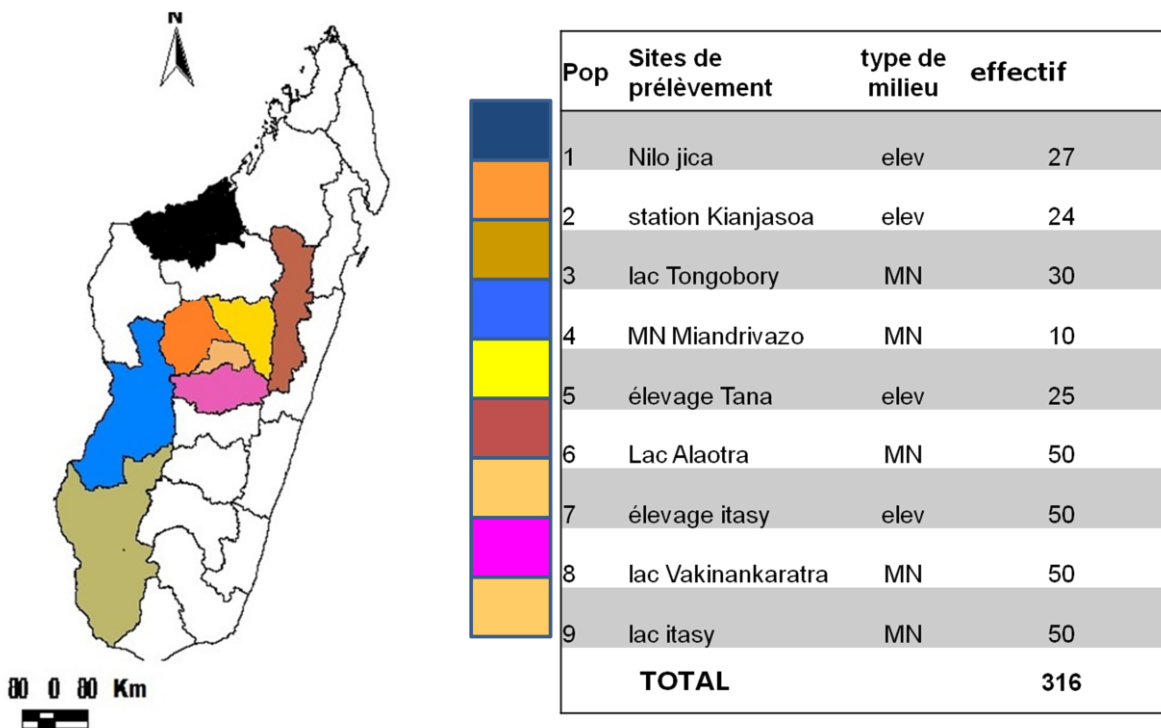 N
80 0 80 Km
Pop Sites de prélèvement type de milieu effectif
1 Nilo jica elev 27
2 station Kianjasoa elev 24
3 lac Tongobory MN 30
4 MN Miandrivazo MN 10
5 élevage Tana elev 25
6 Lac Alaotra MN 50
7 élevage itasy elev 50
8 lac Vakinankaratra MN 50
9 lac itasy MN 50
TOTAL 316